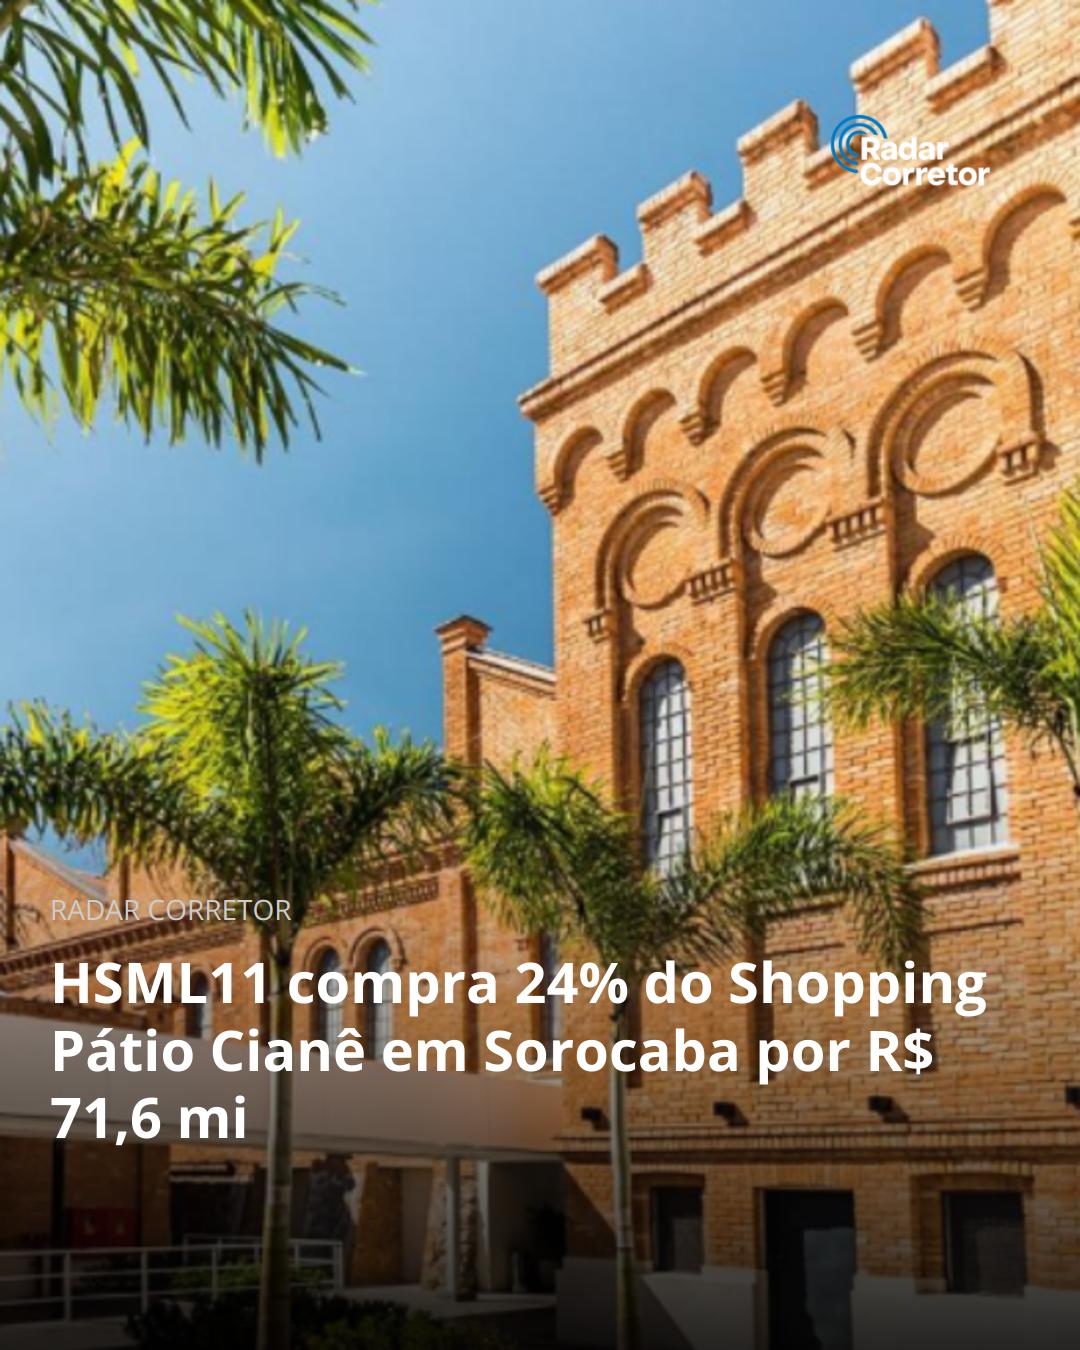 Radar
Corretor
RADAR CORRETOR
HSML11 compra 24% do Shopping
Pátio Cianê em Sorocaba por R$
71,6 mi